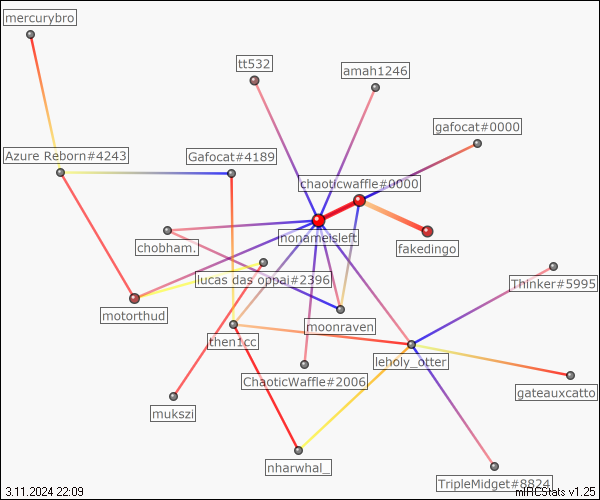 mercurybro
tt532
amah1246
gafocat#0000
Azure Reborn#4243
Gafocat#4189
chaoticwaffle#0000
nonameisleft
chobham.
fakedingo
lucas das oppai#2396
Thinker#5995
motorthud
moonraven
then1cc
leholy_otter
ChaoticWaffle#2006
gateauxcatto
mukszi
nharwhal_
TripleMidget#8824
3.11.2024 22:09
mIRCStats v1.25